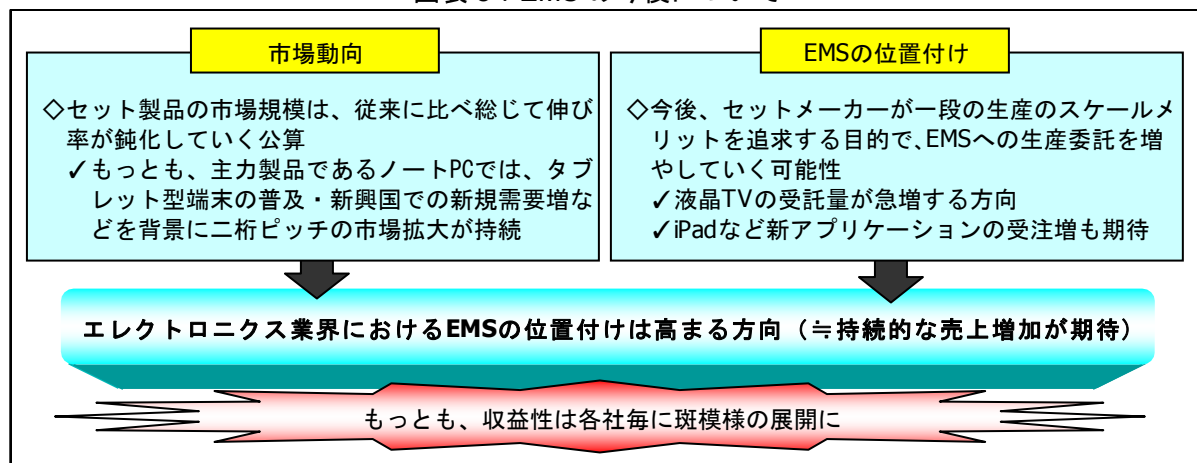 市場動向
◇セット製品の市場規模は、従来に比べ総じて伸び
率が鈍化していく公算
✓もっとも、主力製品であるノートPCでは、タブ
レット型端末の普及・新興国での新規需要増な
どを背景に二桁ピッチの市場拡大が持続
EMSの位置付け
◇今後、セットメーカーが一段の生産のスケールメ
リットを追求する目的で、EMSへの生産委託を増
やしていく可能性
✓液晶TVの受託量が急増する方向
✓iPadなど新アプリケーションの受注増も期待
エレクトロニクス業界におけるEMSの位置付けは高まる方向（≒持続的な売上増加が期待）
もっとも、収益性は各社毎に斑模様の展開に